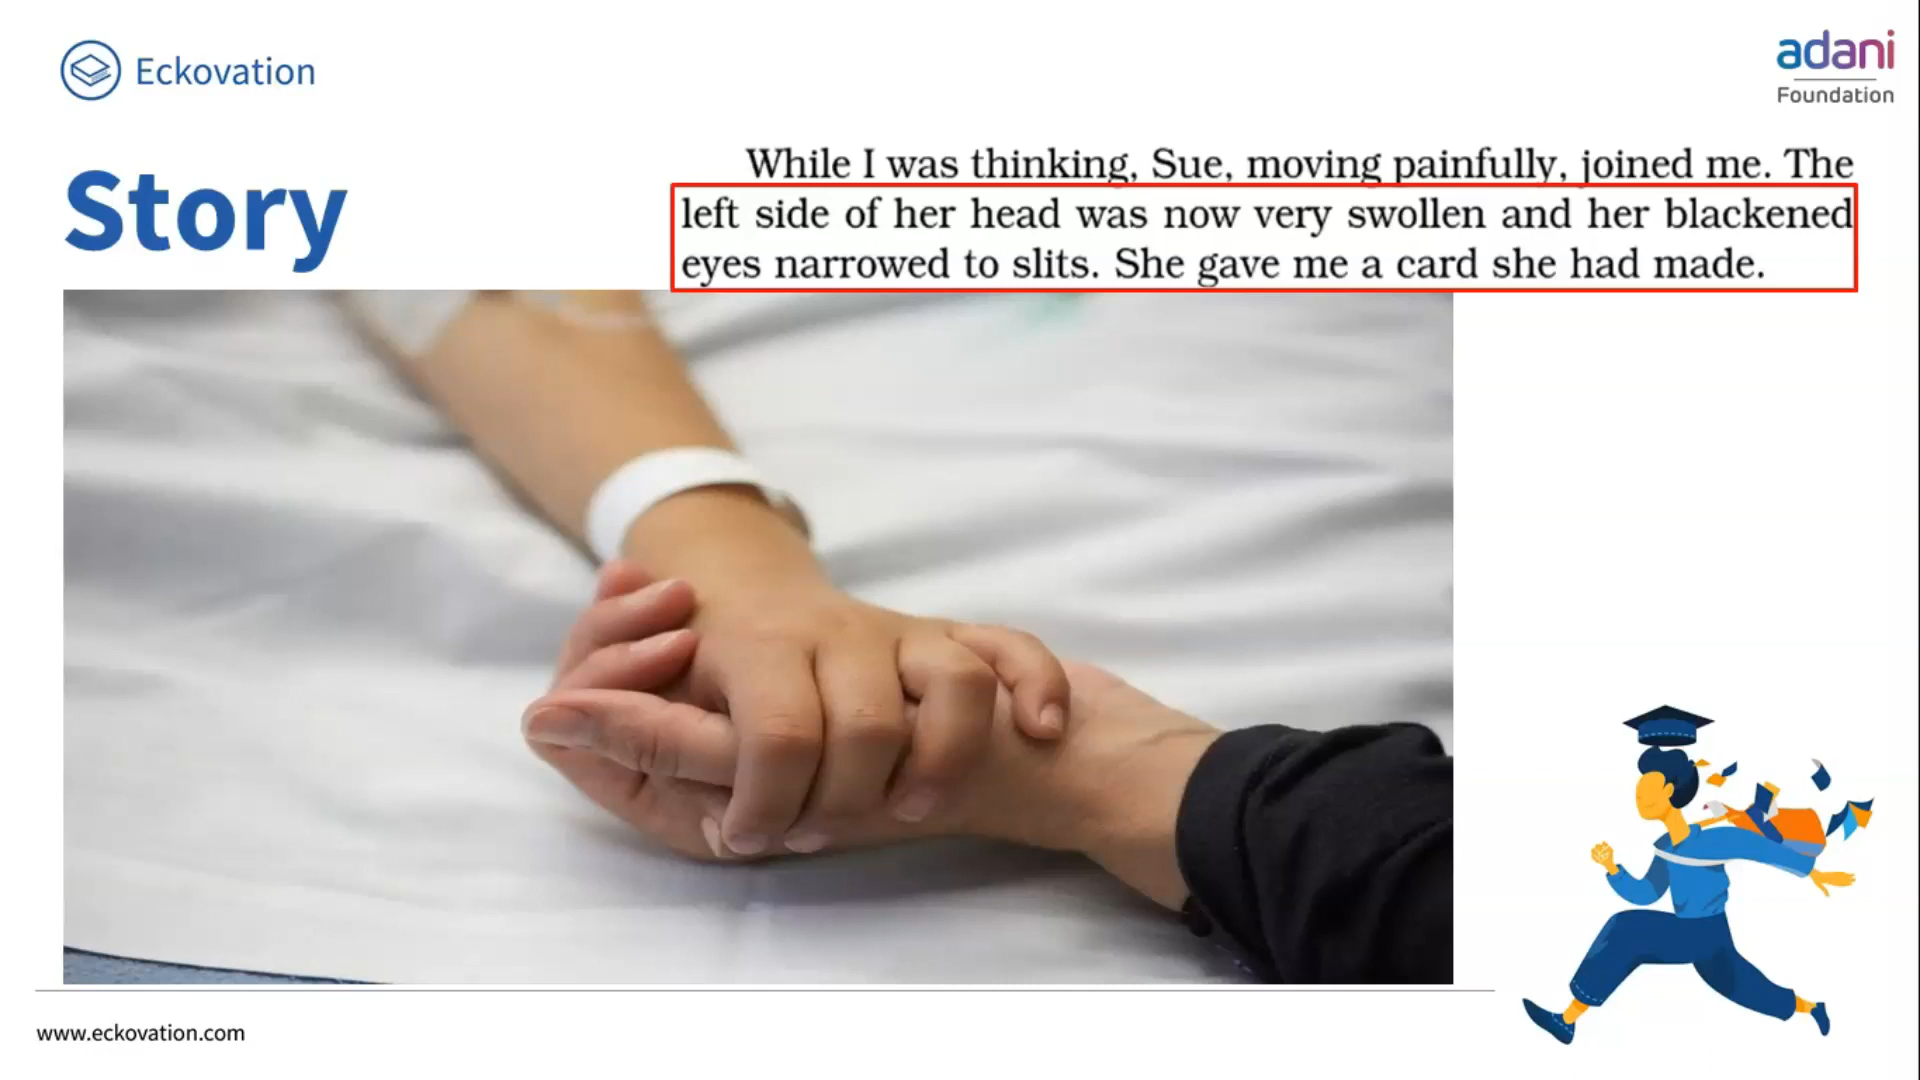 Eckovation
adani
Foundation
Story
While I was thinking, Sue, moving painfully, joined me. The
left side of her head was now very swollen and her blackened
eyes narrowed to slits. She gave me a card she had made.
www.eckovation.com